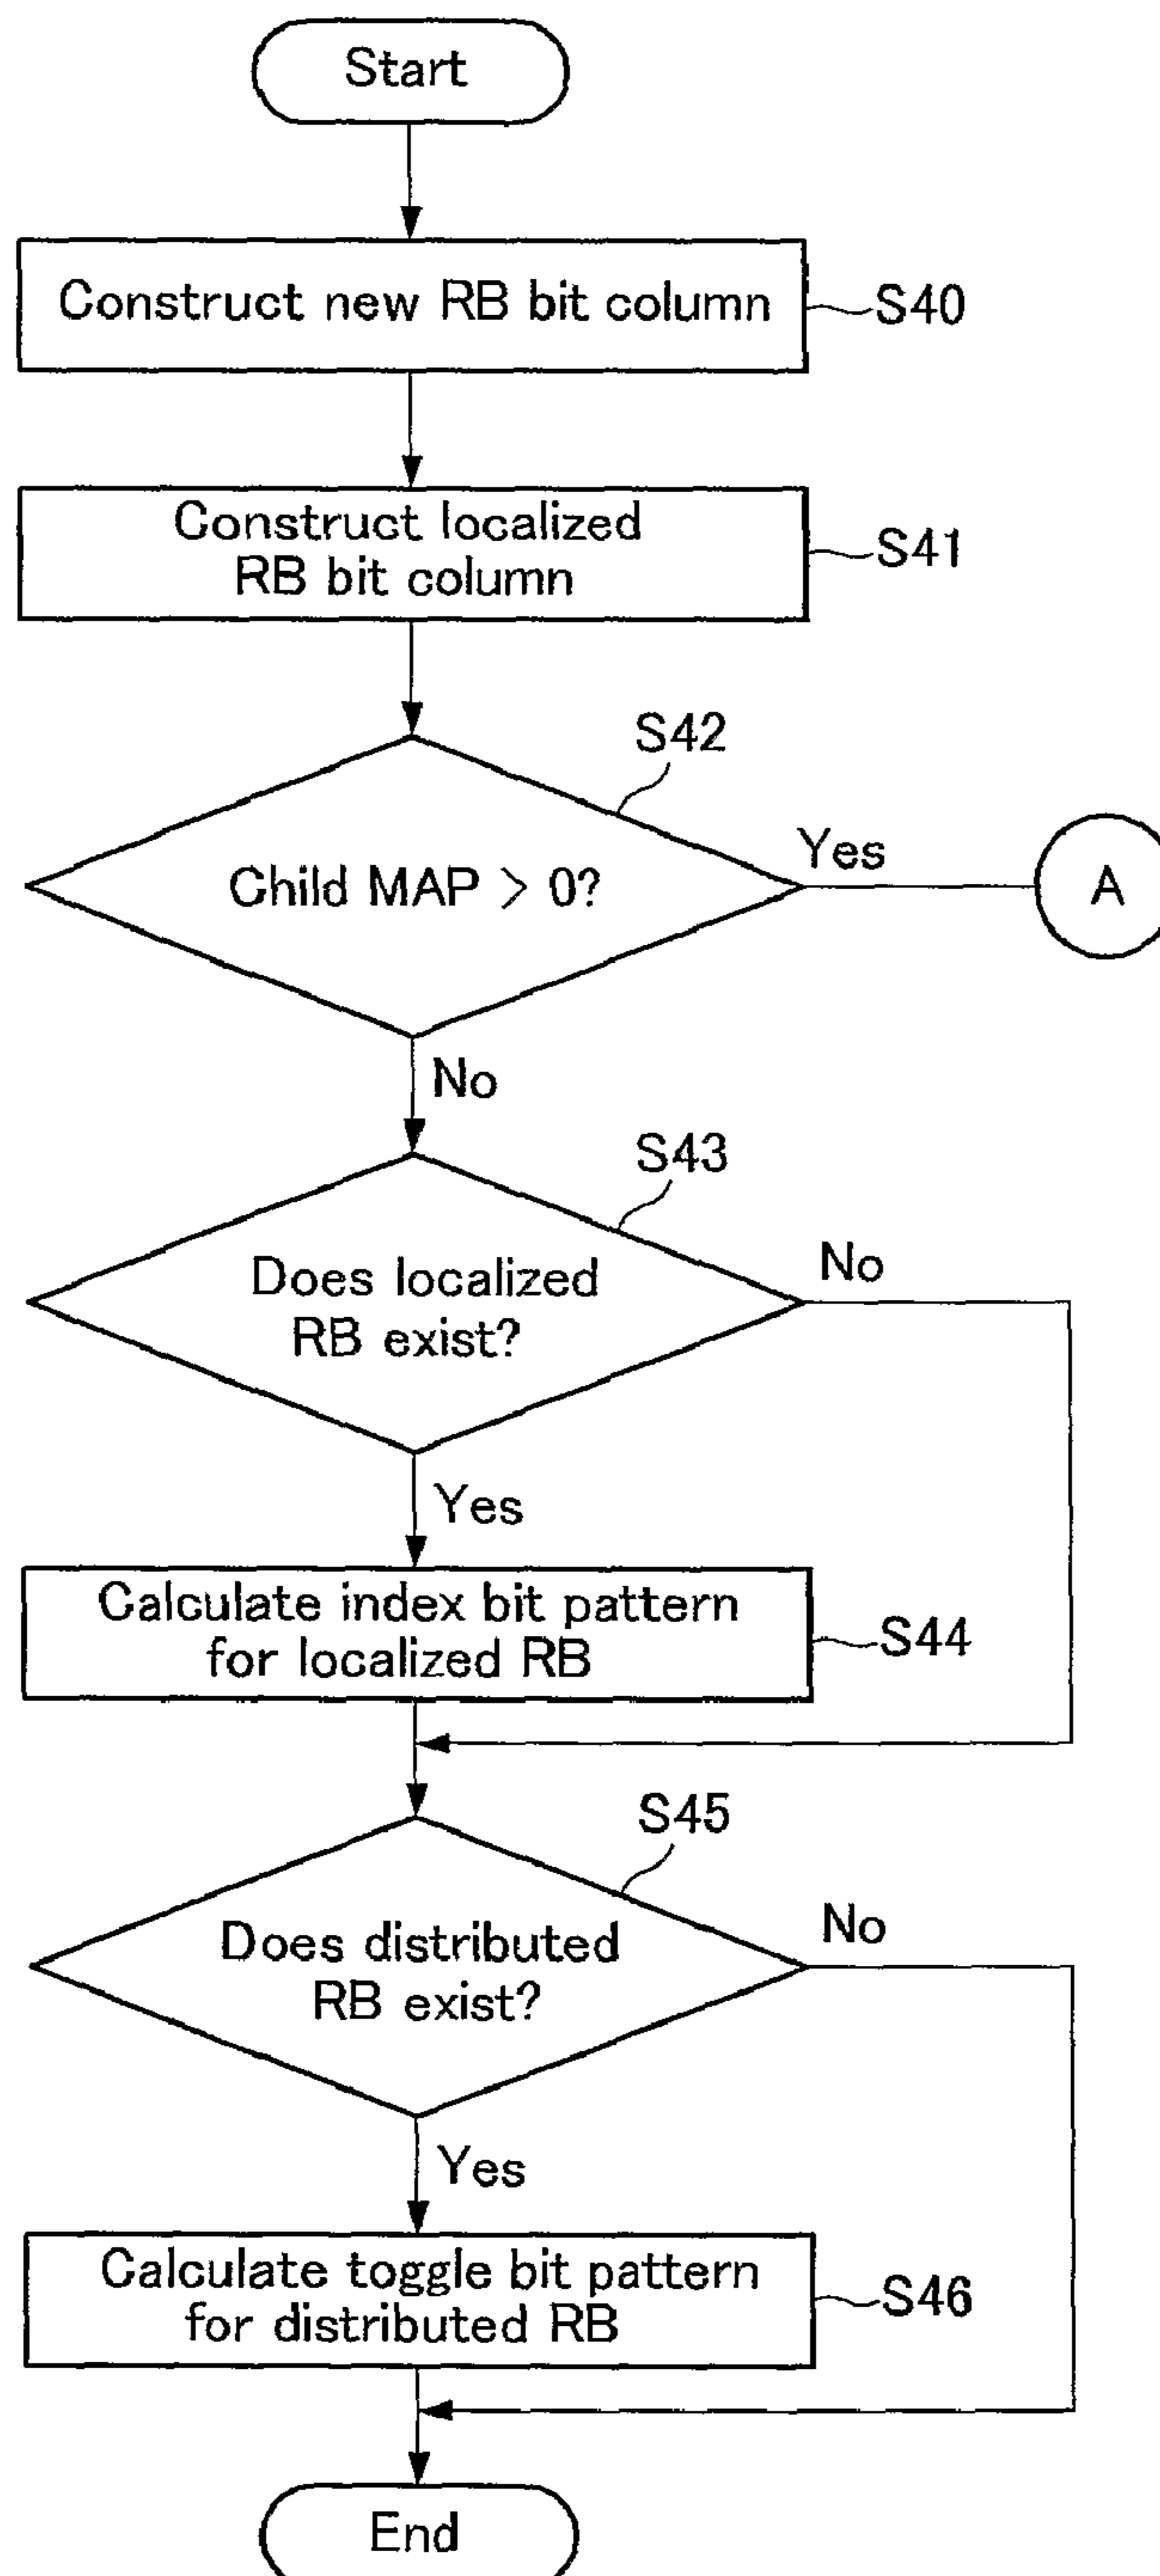 Start
Construct new RB bit column
S40
Construct localized
RB bit column
S41
S42
Child MAP > 0?
Yes
A
No
S43
Does localized
RB exist?
No
Yes
Calculate index bit pattern
for localized RB
S44
S45
Does distributed
RB exist?
No
Yes
Calculate toggle bit pattern
for distributed RB
S46
End